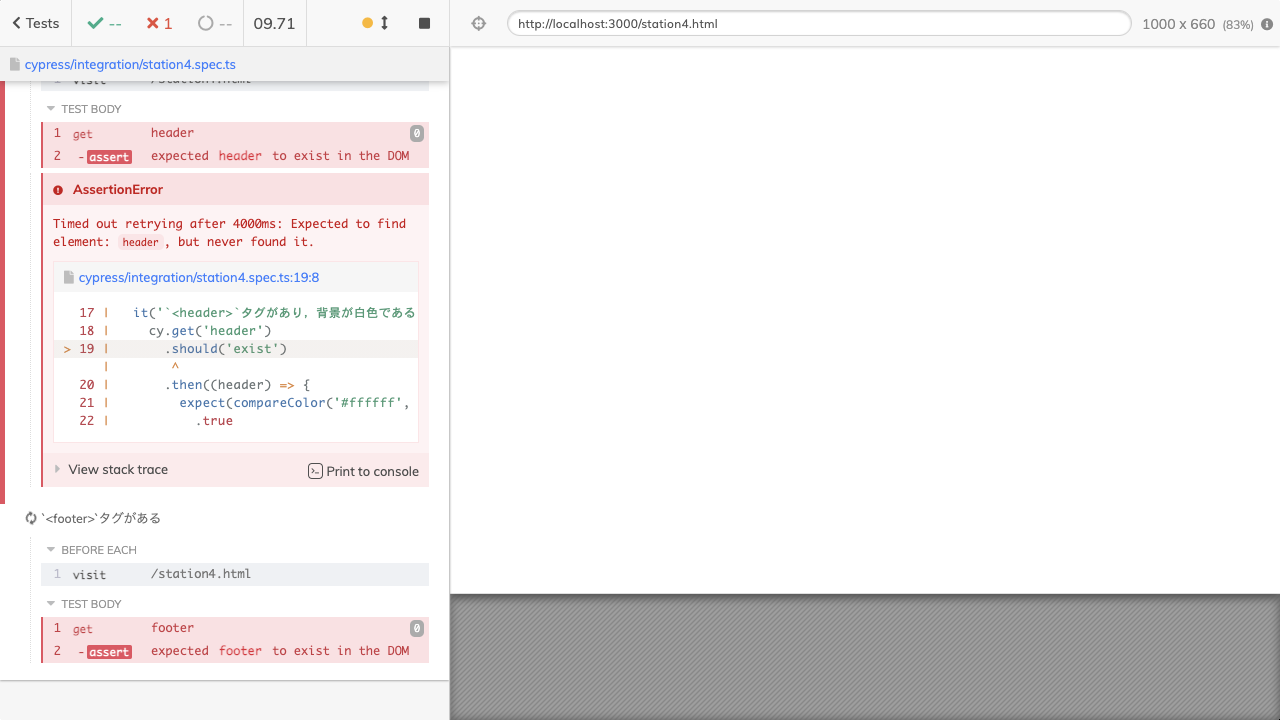 Tests
--
1
--
09.71
http://localhost:3000/station4.html
1000 x 660 (83%)
cypress/integration/station4.spec.ts
1 visit /station4.html
TEST BODY
1 get header 0
2 -assert expected header to exist in the DOM
AssertionError
Timed out retrying after 4000ms: Expected to find
element: header, but never found it.
cypress/integration/station4.spec.ts:19:8
17 | it('`<header>`タグがあり，背景が白色である
18 | cy.get('header')
> 19 | .should('exist')
| ^
20 | .then((header) => {
21 | expect(compareColor('#ffffff',
22 | .true
View stack trace
Print to console
`<footer>`タグがある
BEFORE EACH
1 visit /station4.html
TEST BODY
1 get footer 0
2 -assert expected footer to exist in the DOM